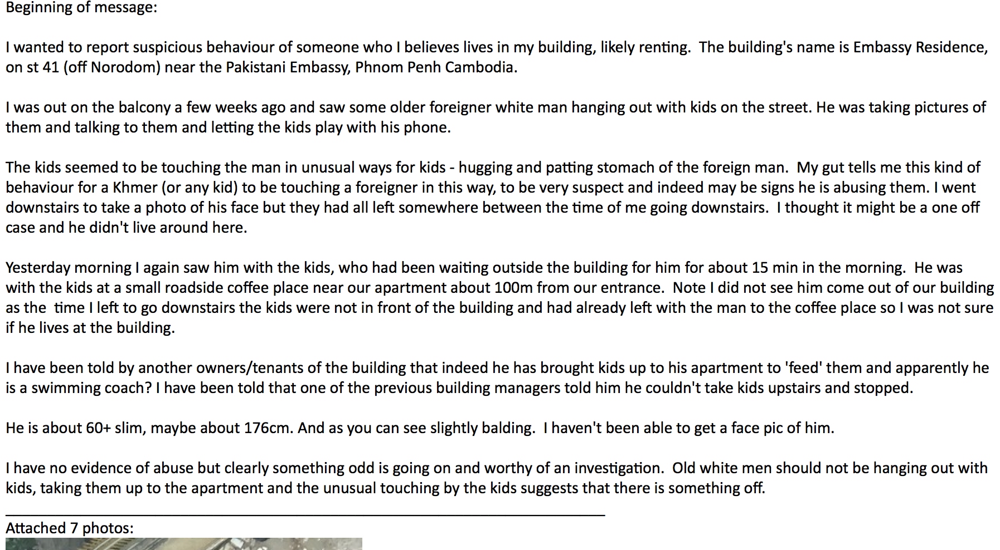 Beginning of message:
I wanted to report suspicious behaviour of someone who I believes lives in my building, likely renting.  The building's name is Embassy Residence,
on st 41 (off Norodom) near the Pakistani Embassy, Phnom Penh Cambodia.
I was out on the balcony a few weeks ago and saw some older foreigner white man hanging out with kids on the street. He was taking pictures of
them and talking to them and letting the kids play with his phone.
The kids seemed to be touching the man in unusual ways for kids - hugging and patting stomach of the foreign man.  My gut tells me this kind of
behaviour for a Khmer (or any kid) to be touching a foreigner in this way, to be very suspect and indeed may be signs he is abusing them. I went
downstairs to take a photo of his face but they had all left somewhere between the time of me going downstairs.  I thought it might be a one off
case and he didn't live around here.
Yesterday morning I again saw him with the kids, who had been waiting outside the building for him for about 15 min in the morning.  He was
with the kids at a small roadside coffee place near our apartment about 100m from our entrance.  Note I did not see him come out of our building
as the  time I left to go downstairs the kids were not in front of the building and had already left with the man to the coffee place so I was not sure
if he lives at the building.
I have been told by another owners/tenants of the building that indeed he has brought kids up to his apartment to 'feed' them and apparently he
is a swimming coach? I have been told that one of the previous building managers told him he couldn't take kids upstairs and stopped.
He is about 60+ slim, maybe about 176cm. And as you can see slightly balding.  I haven't been able to get a face pic of him.
I have no evidence of abuse but clearly something odd is going on and worthy of an investigation.  Old white men should not be hanging out with
kids, taking them up to the apartment and the unusual touching by the kids suggests that there is something off.
Attached 7 photos: